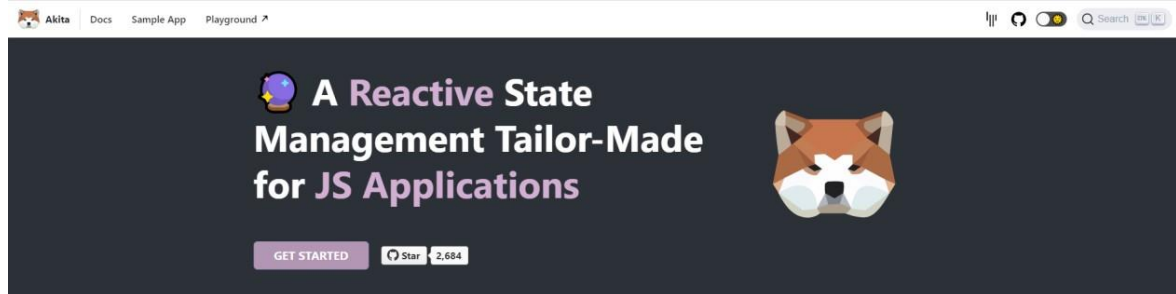 Akita Docs Sample App Playground ↗ Search K
A Reactive State
Management Tailor-Made
for JS Applications
GET STARTED Star 2,684